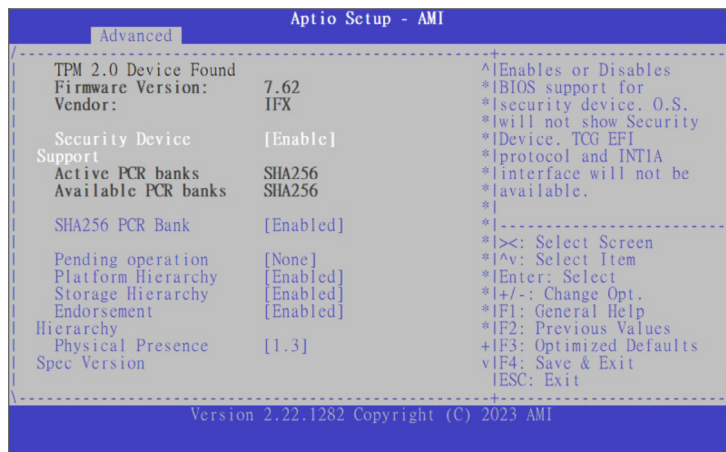 Aptio Setup - AMI
Advanced
TPM 2.0 Device Found
Firmware Version: 7.62
Vendor: IFX
Security Device Support [Enable]
Active PCR banks SHA256
Available PCR banks SHA256
SHA256 PCR Bank [Enabled]
Pending operation [None]
Platform Hierarchy [Enabled]
Storage Hierarchy [Enabled]
Endorsement Hierarchy [Enabled]
Physical Presence Spec Version [1.3]
Enables or Disables
BIOS support for
security device. O.S.
will not show Security
Device. TCG EFI
protocol and INT1A
interface will not be
available.
><: Select Screen
^v: Select Item
Enter: Select
+/-: Change Opt.
F1: General Help
F2: Previous Values
F3: Optimized Defaults
F4: Save & Exit
ESC: Exit
Version 2.22.1282 Copyright (C) 2023 AMI